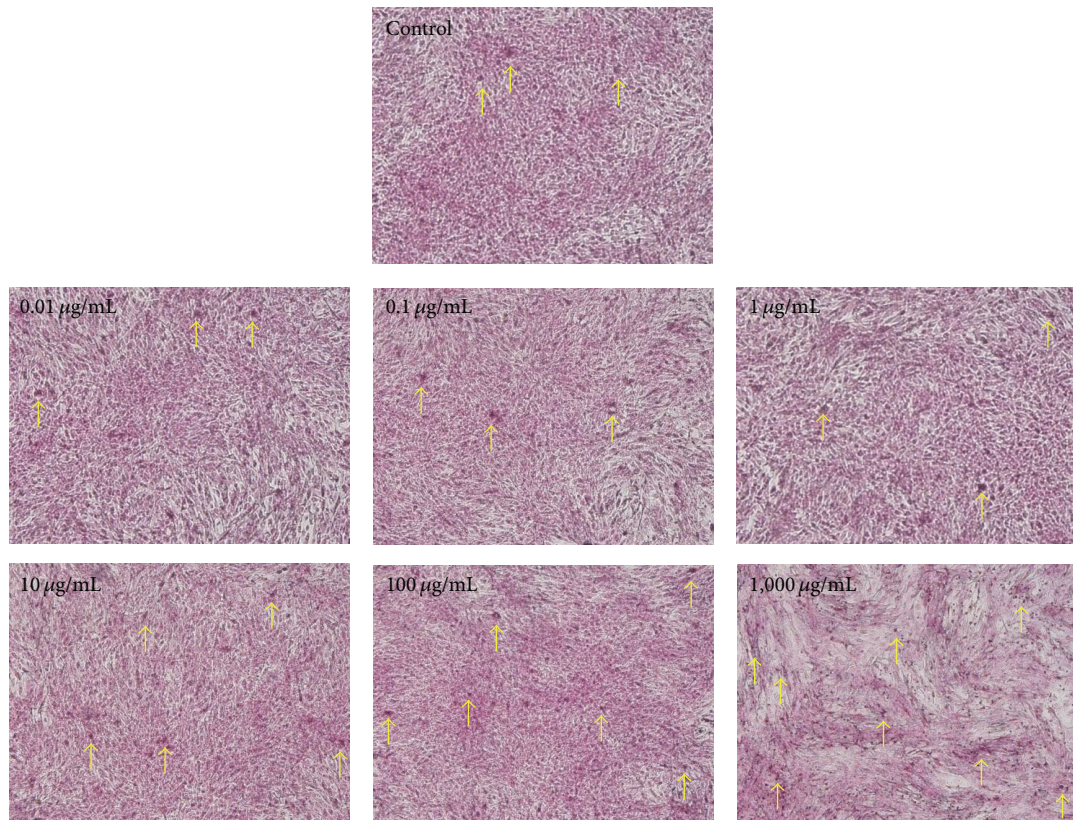 Control
0.01 μg/mL
0.1 μg/mL
1 μg/mL
10 μg/mL
100 μg/mL
1,000 μg/mL